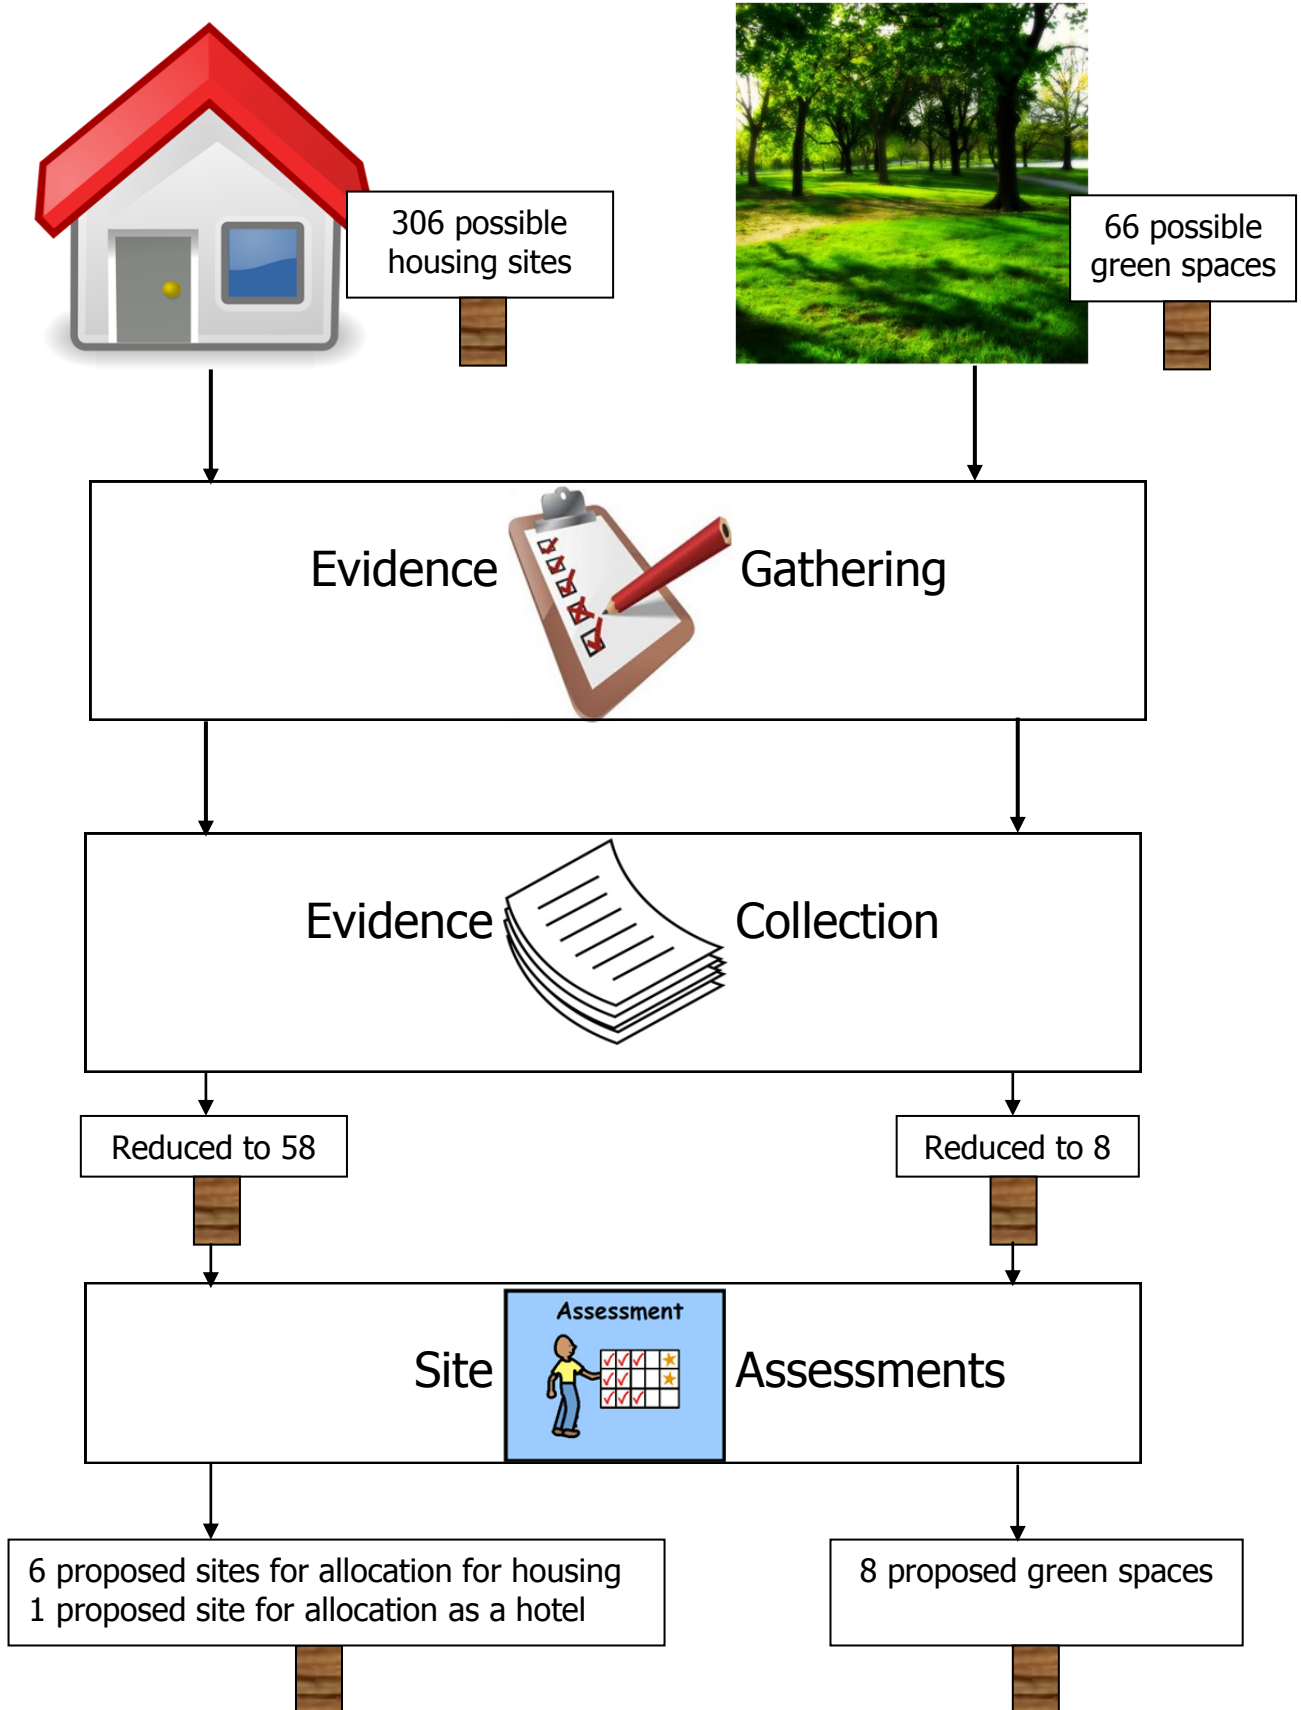 306 possible
housing sites
66 possible
green spaces
Evidence Gathering
Evidence Collection
Reduced to 58
Reduced to 8
Assessment
Site Assessments
6 proposed sites for allocation for housing
1 proposed site for allocation as a hotel
8 proposed green spaces